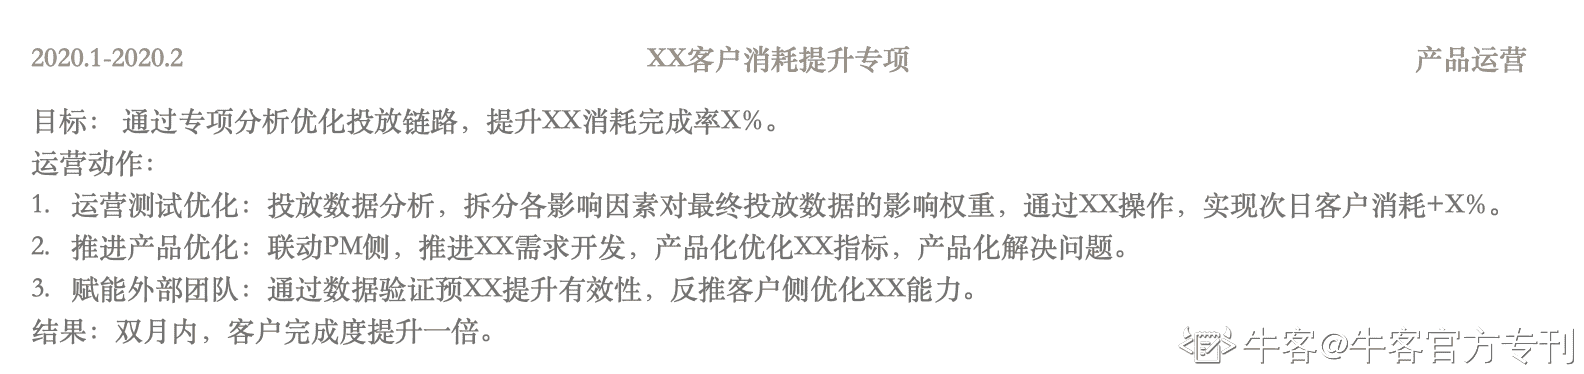 2020.1-2020.2 XX客户消耗提升专项 产品运营
目标： 通过专项分析优化投放链路，提升XX消耗完成率X%。
运营动作：
1. 运营测试优化：投放数据分析，拆分各影响因素对最终投放数据的影响权重，通过XX操作，实现次日客户消耗+X%。
2. 推进产品优化：联动PM侧，推进XX需求开发，产品化优化XX指标，产品化解决问题。
3. 赋能外部团队：通过数据验证预XX提升有效性，反推客户侧优化XX能力。
结果：双月内，客户完成度提升一倍。
牛客@牛客官方专刊